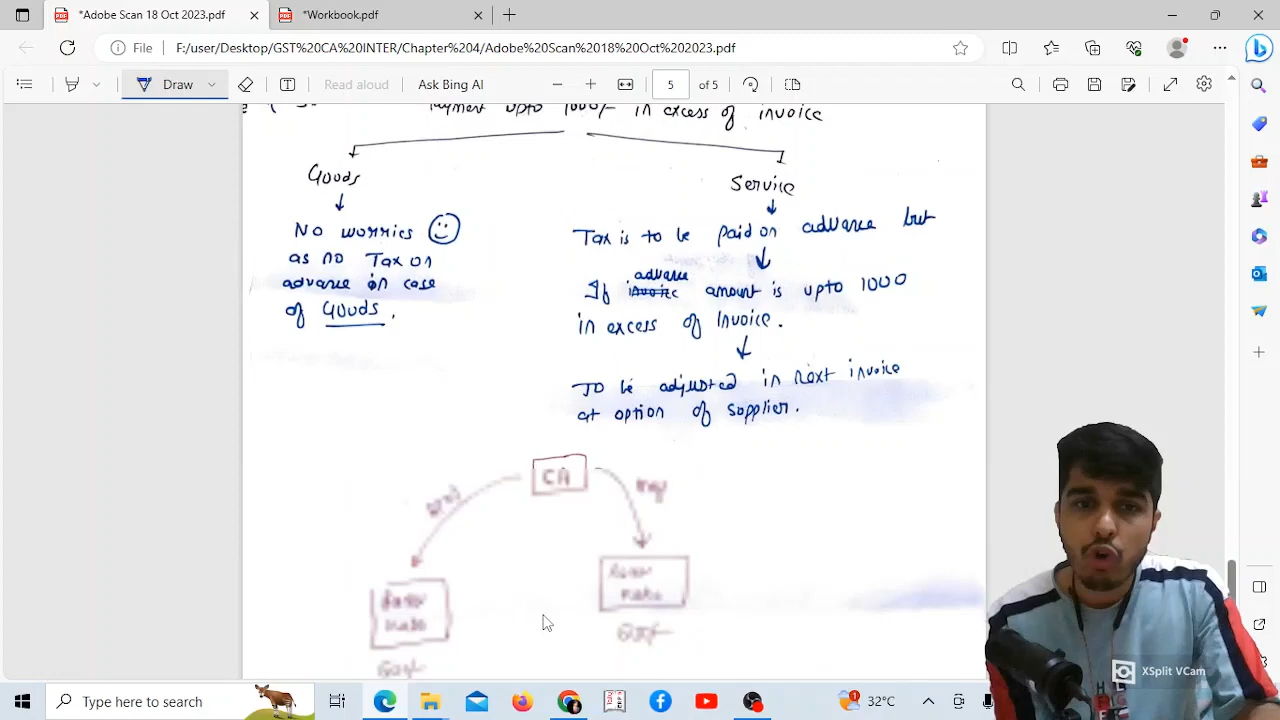 *Adobe Scan 18 Oct 2023.pdf
*Workbook.pdf
File
F:/user/Desktop/GST%20CA%20INTER/Chapter%204/Adobe%20Scan%2018%20Oct%202023.pdf
Draw
Read aloud
Ask Bing AI
5
of 5
upto 1000/- in excess of invoice
Goods
Service
No worries
as no Tax on
advance in case
of Goods.
Tax is to be paid on advance but
advance
If invoice amount is upto 1000
in excess of Invoice.
To be adjusted in next invoice
at option of supplier.
CA
XSplit VCam
Type here to search
32°C